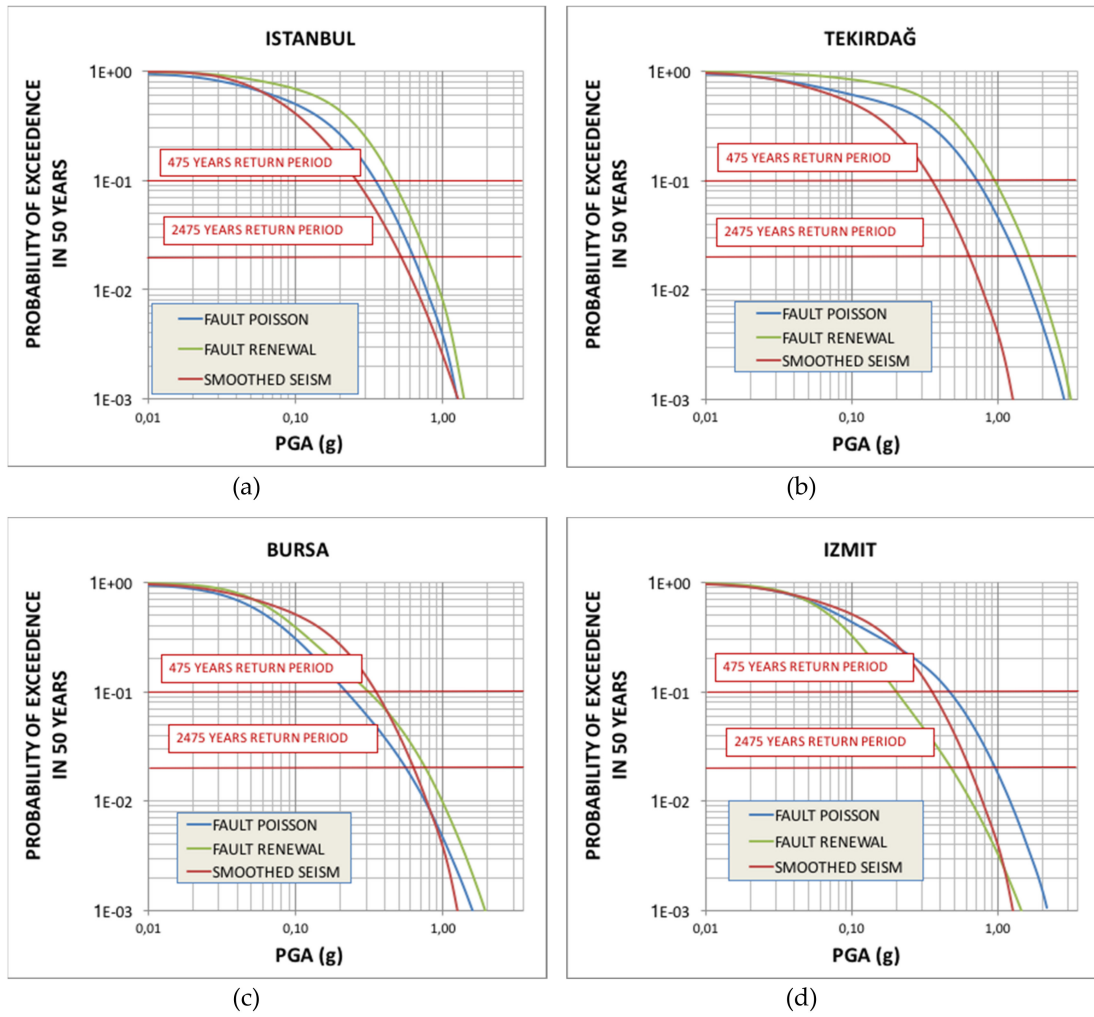 ISTANBUL
PROBABILITY OF EXCEEDENCE
IN 50 YEARS
1E+00
1E-01
1E-02
1E-03
475 YEARS RETURN PERIOD
2475 YEARS RETURN PERIOD
FAULT POISSON
FAULT RENEWAL
SMOOTHED SEISM
0,01
0,10
1,00
PGA (g)
(a)
TEKIRDAĞ
PROBABILITY OF EXCEEDENCE
IN 50 YEARS
1E+00
1E-01
1E-02
1E-03
475 YEARS RETURN PERIOD
2475 YEARS RETURN PERIOD
FAULT POISSON
FAULT RENEWAL
SMOOTHED SEISM
0,01
0,10
1,00
PGA (g)
(b)
BURSA
PROBABILITY OF EXCEEDENCE
IN 50 YEARS
1E+00
1E-01
1E-02
1E-03
475 YEARS RETURN PERIOD
2475 YEARS RETURN PERIOD
FAULT POISSON
FAULT RENEWAL
SMOOTHED SEISM
0,01
0,10
1,00
PGA (g)
(c)
IZMIT
PROBABILITY OF EXCEEDENCE
IN 50 YEARS
1E+00
1E-01
1E-02
1E-03
475 YEARS RETURN PERIOD
2475 YEARS RETURN PERIOD
FAULT POISSON
FAULT RENEWAL
SMOOTHED SEISM
0,01
0,10
1,00
PGA (g)
(d)